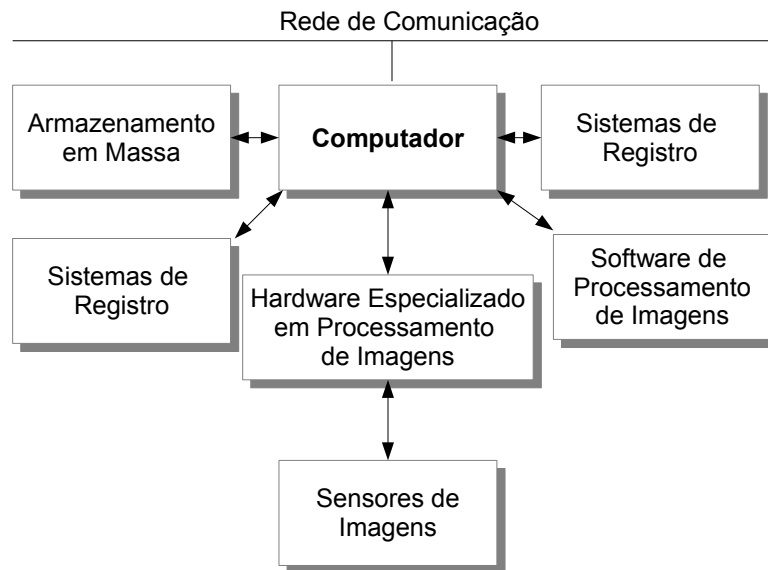 Rede de Comunicação
Armazenamento
em Massa
Computador
Sistemas de
Registro
Sistemas de
Registro
Hardware Especializado
em Processamento
de Imagens
Software de
Processamento
de Imagens
Sensores de
Imagens